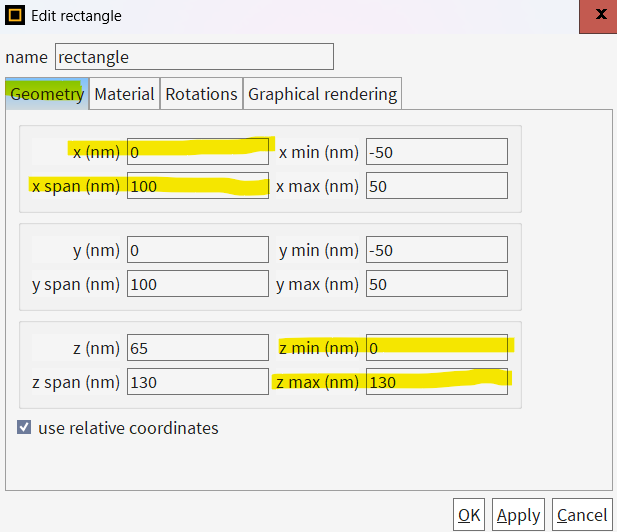 Edit rectangle
x
name rectangle
Geometry Material Rotations Graphical rendering
x (nm) 0 x min (nm) -50
x span (nm) 100 x max (nm) 50
y (nm) 0 y min (nm) -50
y span (nm) 100 y max (nm) 50
z (nm) 65 z min (nm) 0
z span (nm) 130 z max (nm) 130
use relative coordinates
OK Apply Cancel